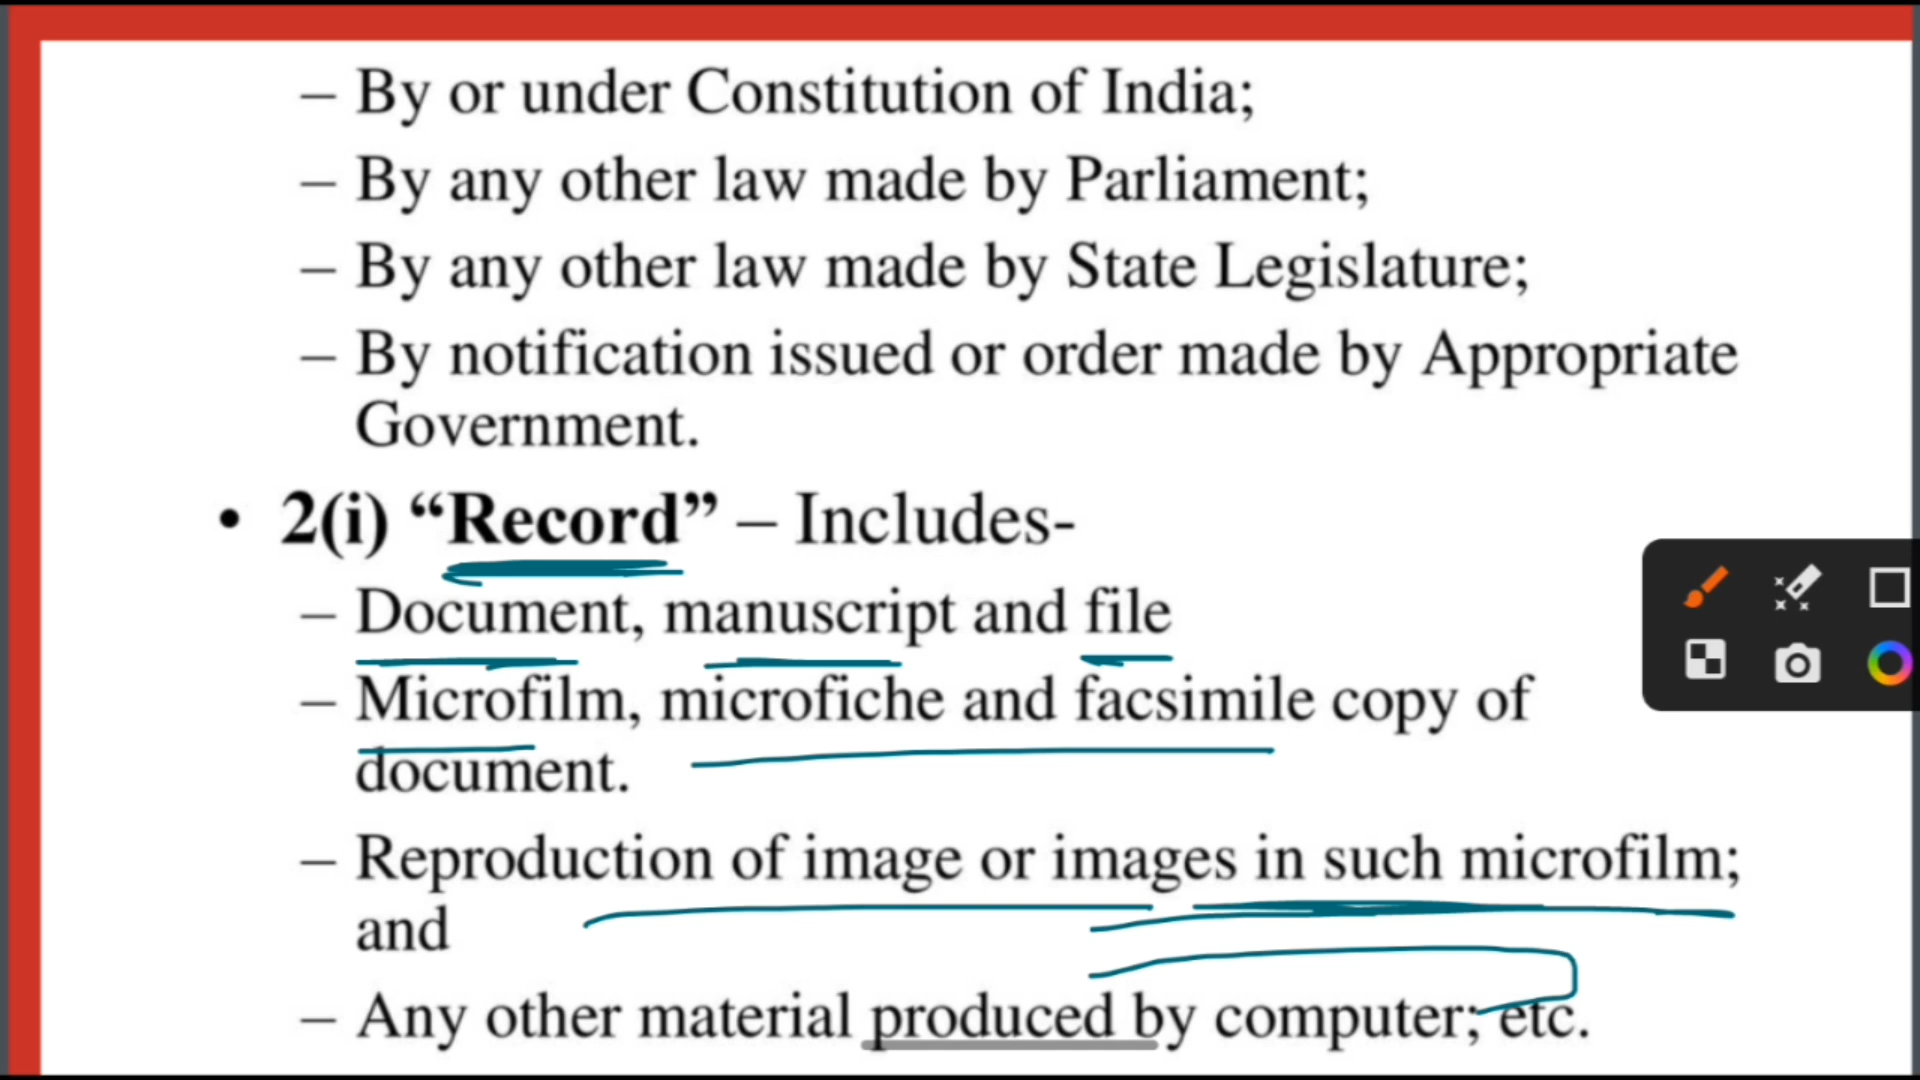 – By or under Constitution of India;
– By any other law made by Parliament;
– By any other law made by State Legislature;
– By notification issued or order made by Appropriate
Government.
• 2(i) “Record” – Includes-
– Document, manuscript and file
– Microfilm, microfiche and facsimile copy of
document.
– Reproduction of image or images in such microfilm;
and
– Any other material produced by computer; etc.